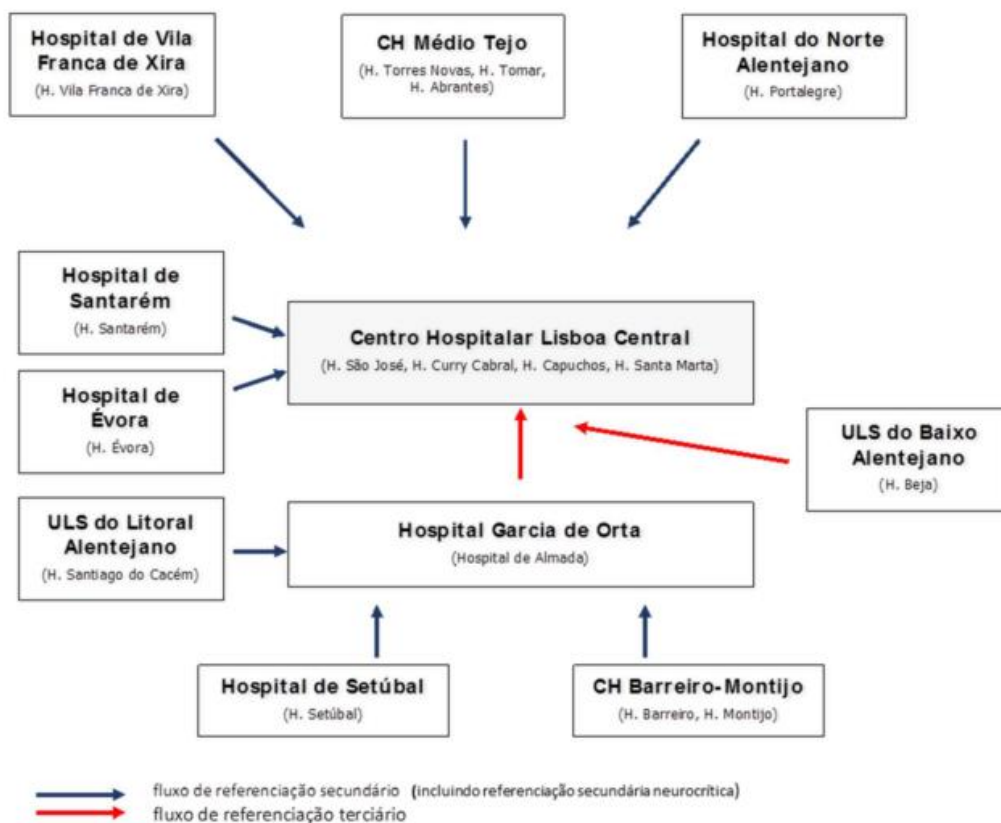 Hospital de Vila
Franca de Xira
(H. Vila Franca de Xira)
CH Médio Tejo
(H. Torres Novas, H. Tomar,
H. Abrantes)
Hospital do Norte
Alentejano
(H. Portalegre)
Hospital de
Santarém
(H. Santarém)
Centro Hospitalar Lisboa Central
(H. São José, H. Curry Cabral, H. Capuchos, H. Santa Marta)
Hospital de
Évora
(H. Évora)
ULS do Baixo
Alentejano
(H. Beja)
ULS do Litoral
Alentejano
(H. Santiago do Cacém)
Hospital Garcia de Orta
(Hospital de Almada)
Hospital de Setúbal
(H. Setúbal)
CH Barreiro-Montijo
(H. Barreiro, H. Montijo)
fluxo de referenciação secundário (incluindo referenciação secundária neurocrítica)
fluxo de referenciação terciário